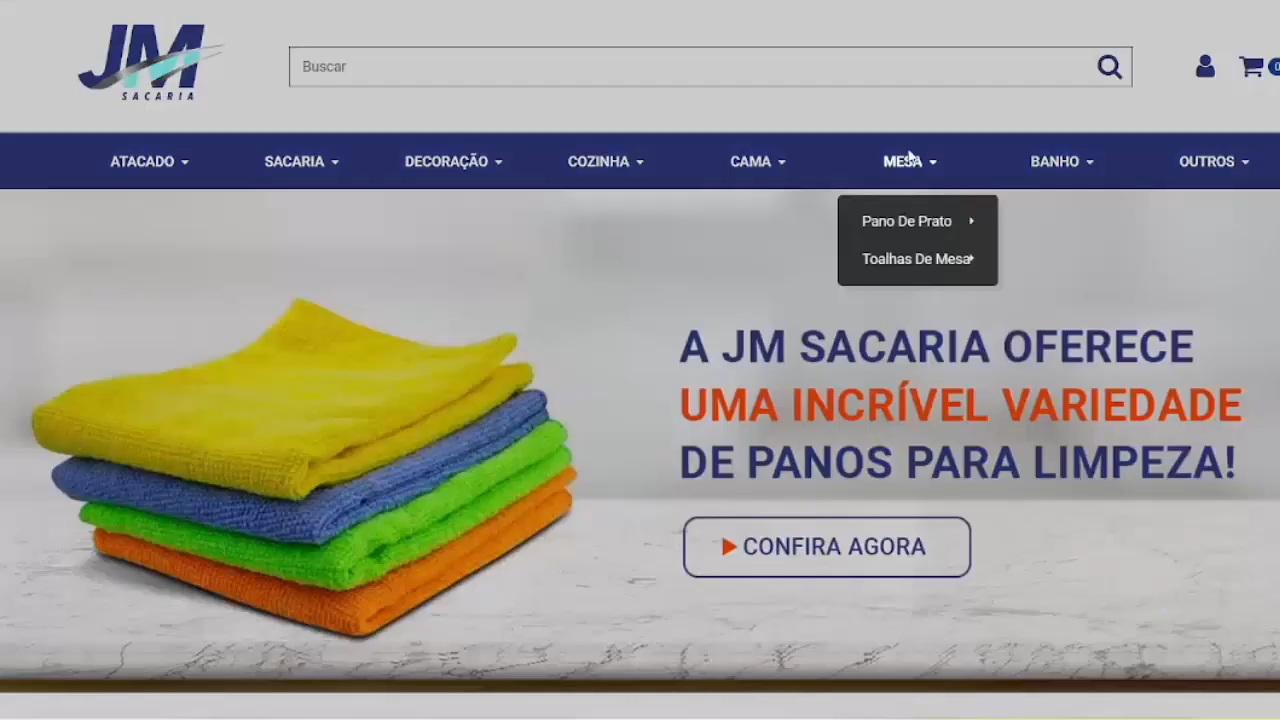 JM
SACARIA
Buscar
0
ATACADO
SACARIA
DECORAÇÃO
COZINHA
CAMA
MESA
BANHO
OUTROS
Pano De Prato
Toalhas De Mesa
A JM SACARIA OFERECE
UMA INCRÍVEL VARIEDADE
DE PANOS PARA LIMPEZA!
CONFIRA AGORA